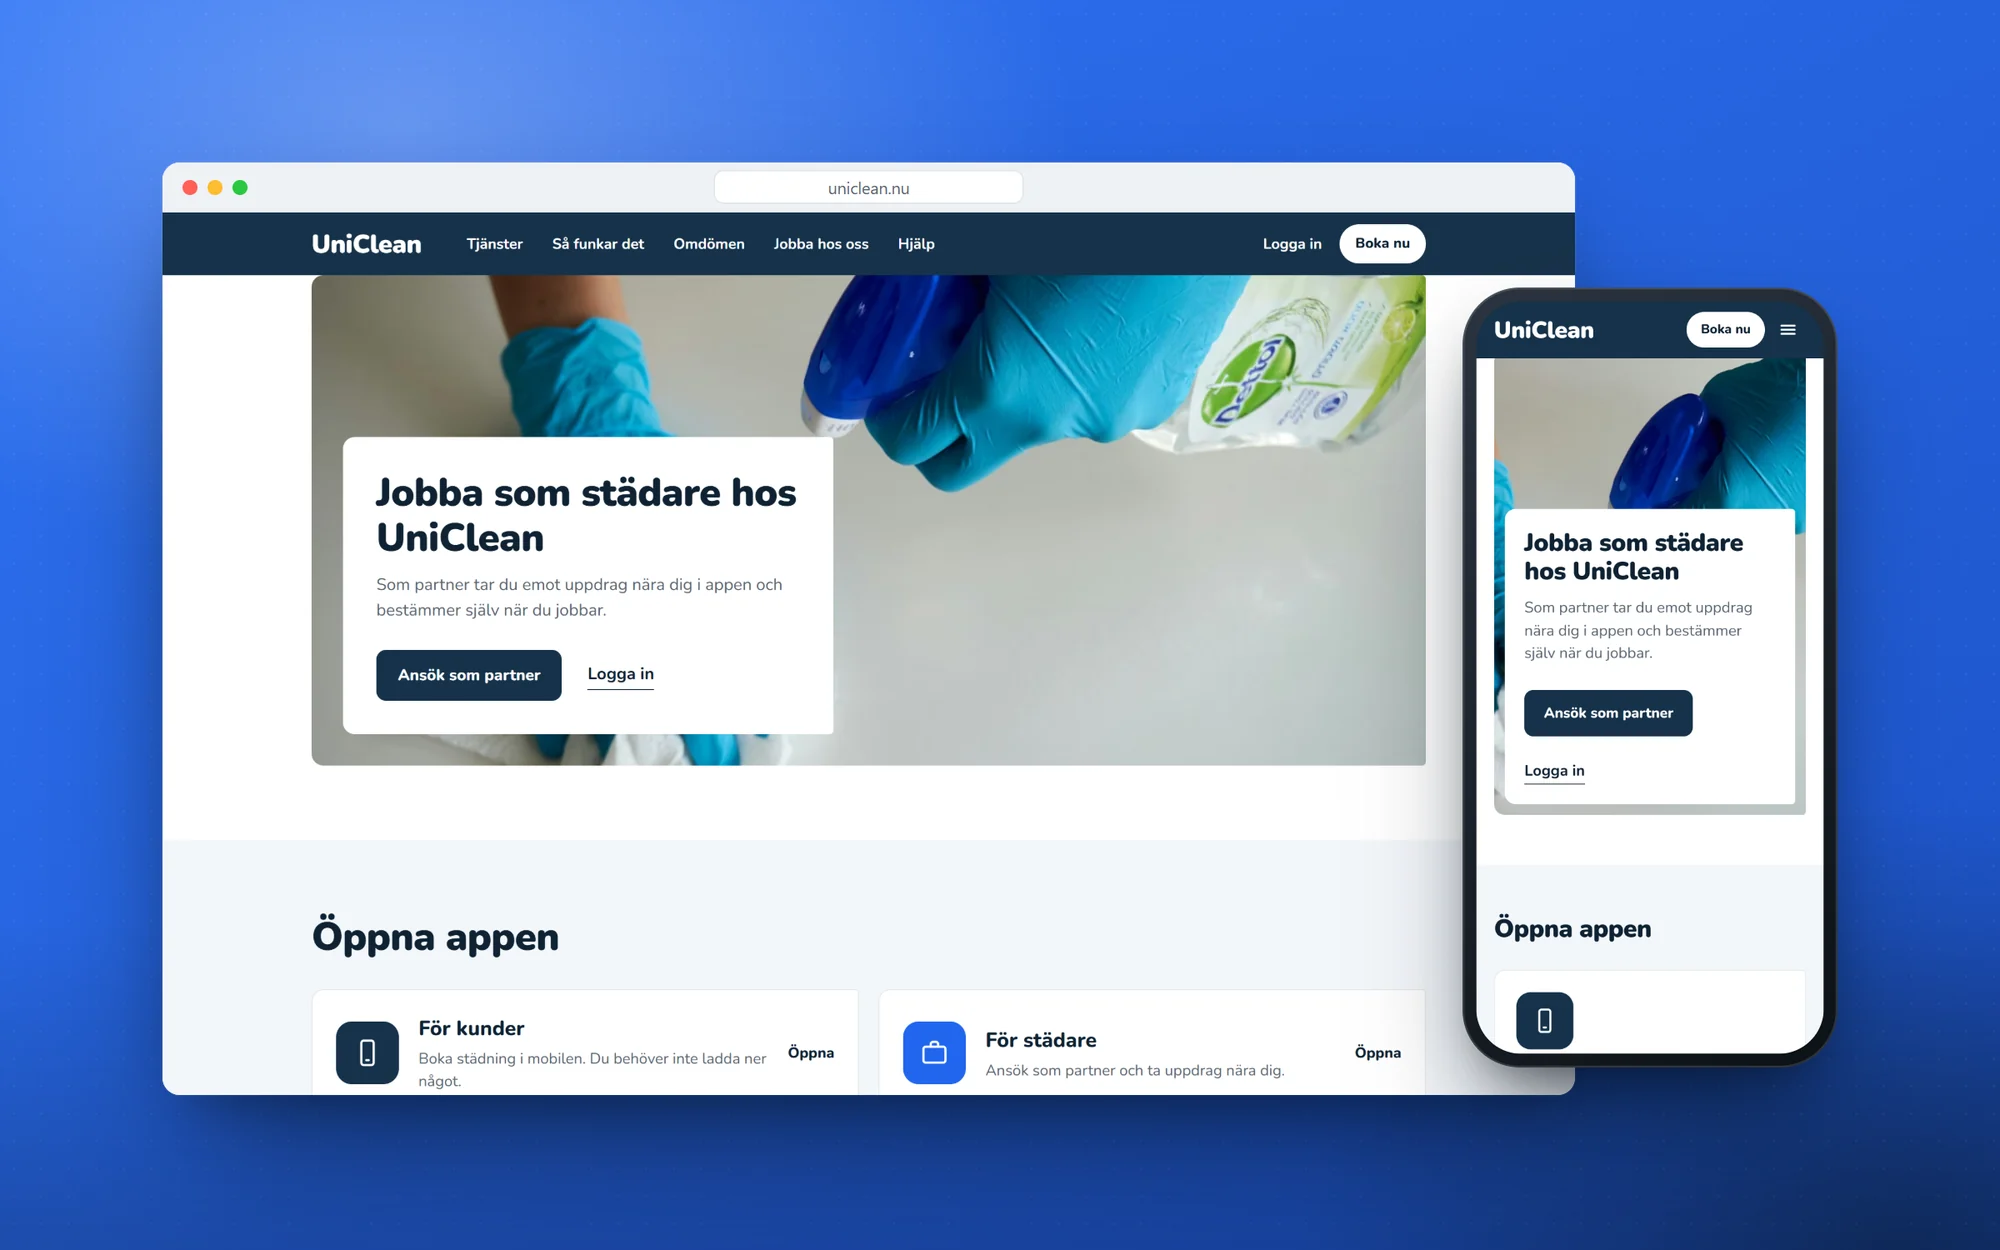 uniclean.nu
UniClean Tjänster Så funkar det Omdömen Jobba hos oss Hjälp Logga in Boka nu
Dettol
Jobba som städare hos
UniClean
Som partner tar du emot uppdrag nära dig i appen och
bestämmer själv när du jobbar.
Ansök som partner Logga in
Öppna appen
För kunder
Boka städning i mobilen. Du behöver inte ladda ner
något.
Öppna
För städare
Ansök som partner och ta uppdrag nära dig.
Öppna
UniClean Boka nu
Jobba som städare
hos UniClean
Som partner tar du emot uppdrag
nära dig i appen och bestämmer
själv när du jobbar.
Ansök som partner
Logga in
Öppna appen